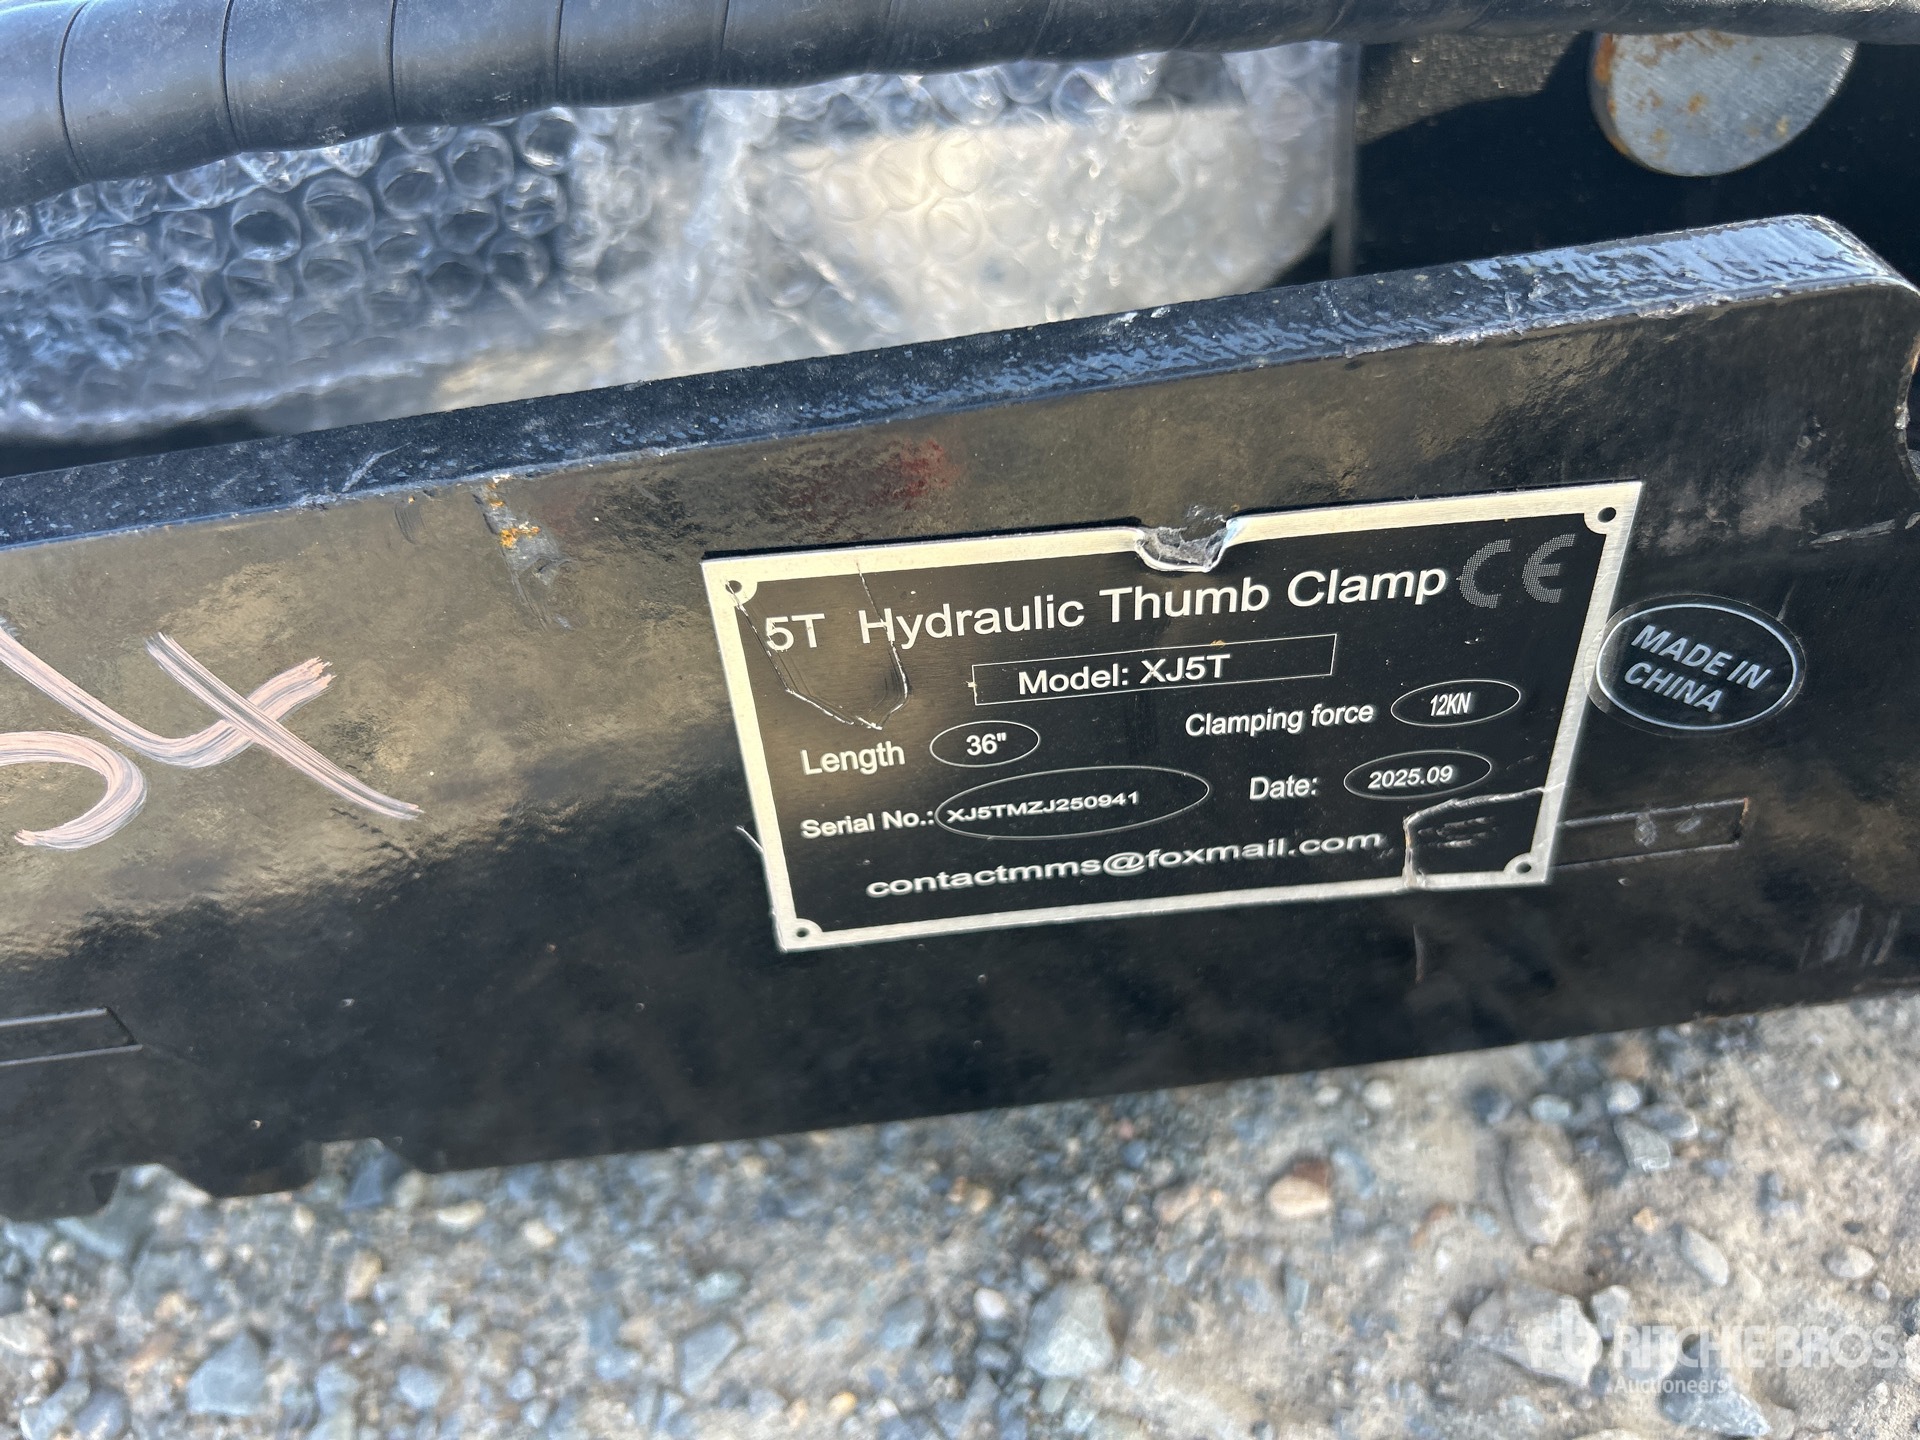 5T Hydraulic Thumb Clamp CE
Model: XJ5T
Length 36" Clamping force 12KN
Serial No.: XJ5TMZJ250941 Date: 2025.09
contactmms@foxmail.com
MADE IN
CHINA
54
RITCHIE BROS.
Auctioneers